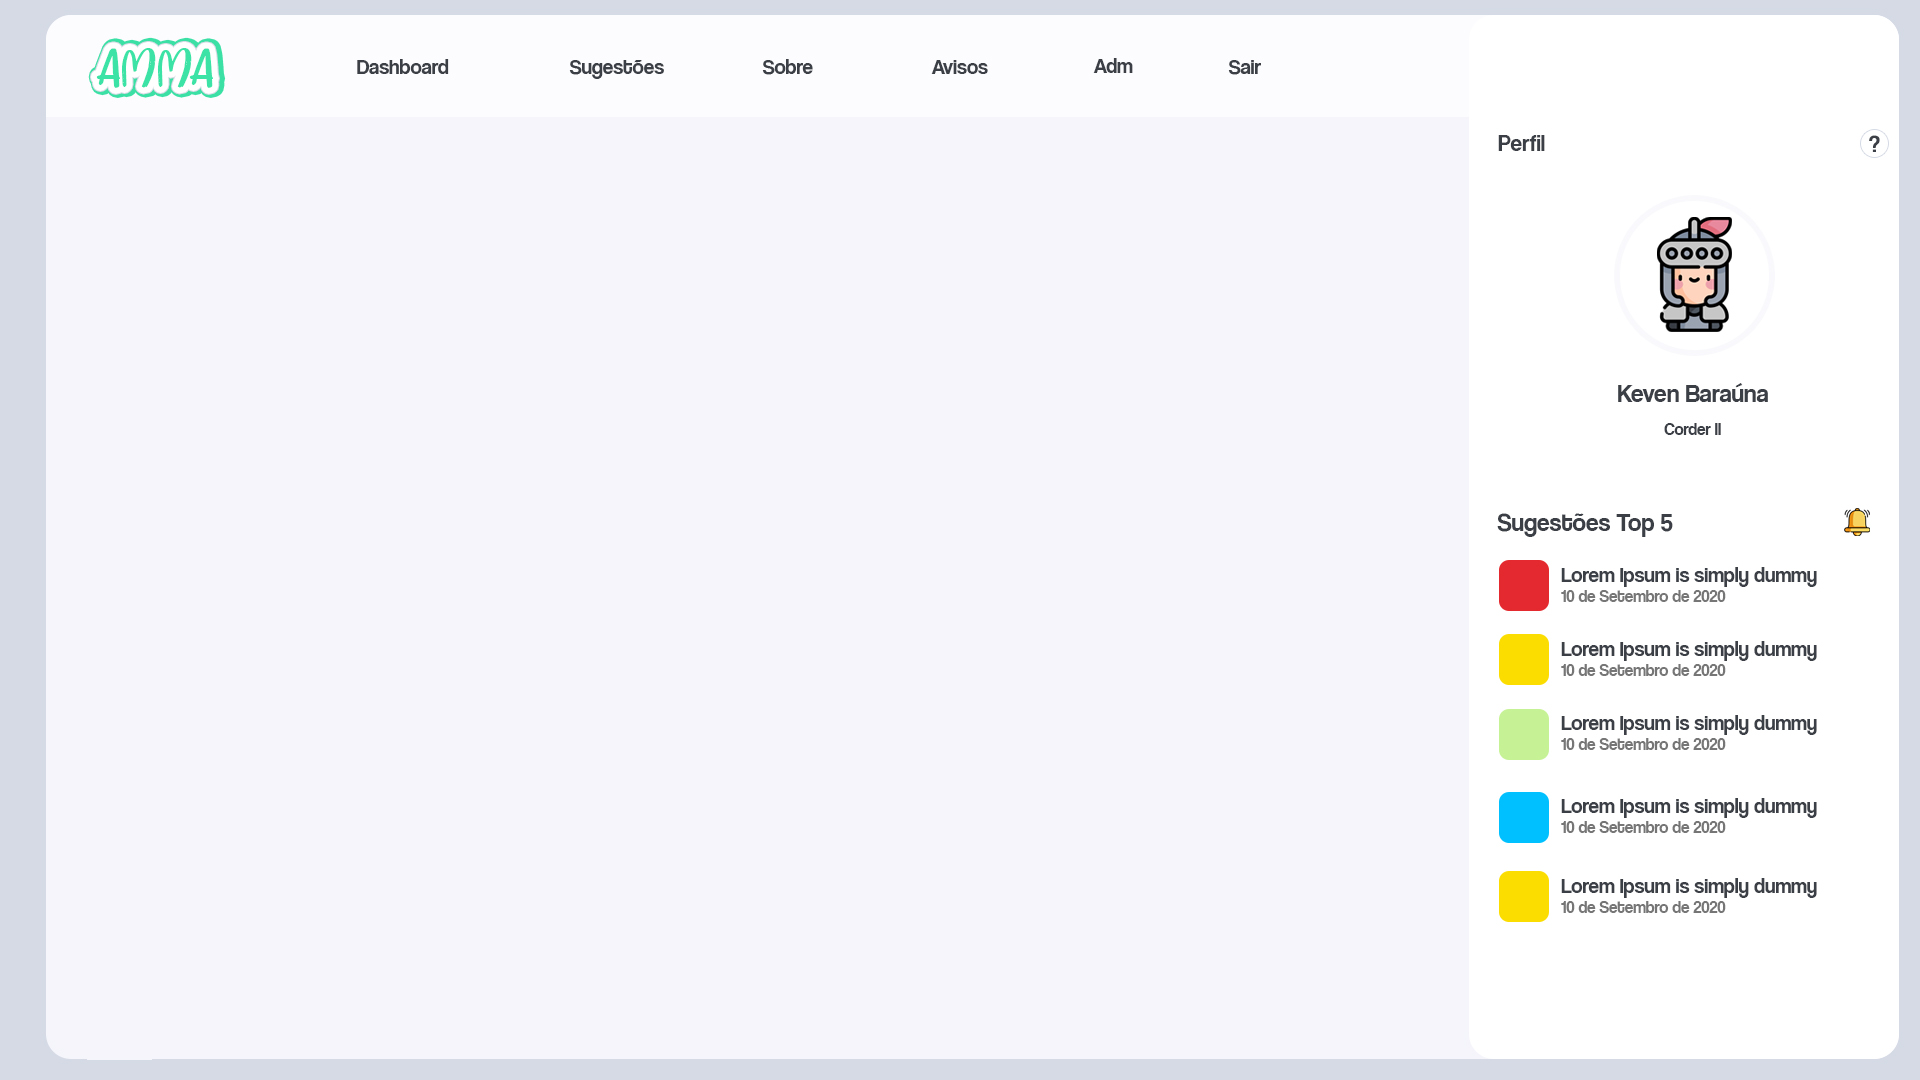 AMMA
Dashboard
Sugestões
Sobre
Avisos
Adm
Sair
Perfil
?
Keven Baraúna
Corder II
Sugestões Top 5
Lorem Ipsum is simply dummy
10 de Setembro de 2020
Lorem Ipsum is simply dummy
10 de Setembro de 2020
Lorem Ipsum is simply dummy
10 de Setembro de 2020
Lorem Ipsum is simply dummy
10 de Setembro de 2020
Lorem Ipsum is simply dummy
10 de Setembro de 2020